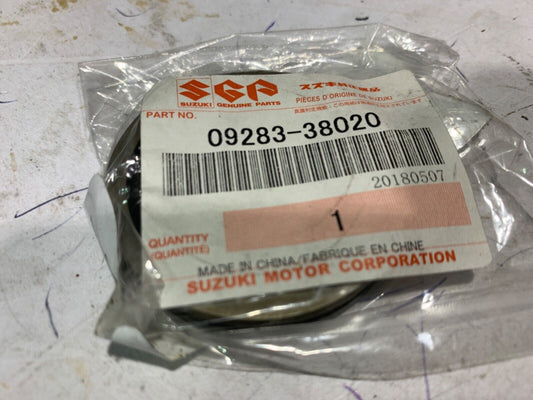 SUZUKI
SGP
GENUINE PARTS
スズキ純正部品
PIÈCES D'ORIGINE DE SUZUKI
PART NO.
09283-38020
20180507
1
QUANTITY
(QUANTITÉ)
MADE IN CHINA/FABRIQUE EN CHINE
SUZUKI MOTOR CORPORATION